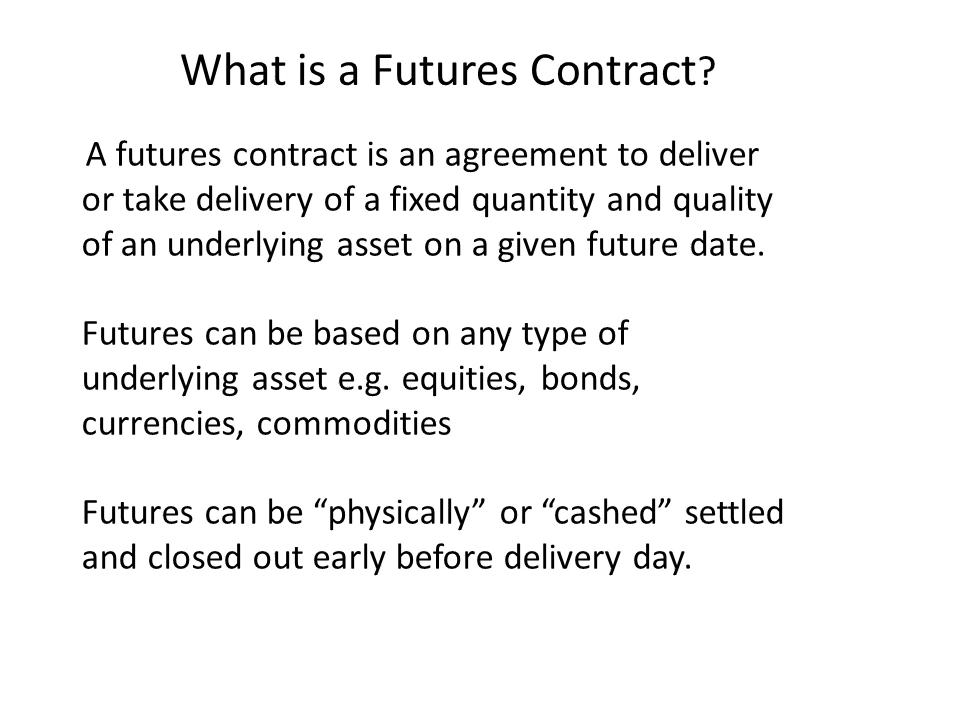 What is a Futures Contract?
A futures contract is an agreement to deliver
or take delivery of a fixed quantity and quality
of an underlying asset on a given future date.
Futures can be based on any type of
underlying asset e.g. equities, bonds,
currencies, commodities
Futures can be “physically” or “cashed” settled
and closed out early before delivery day.